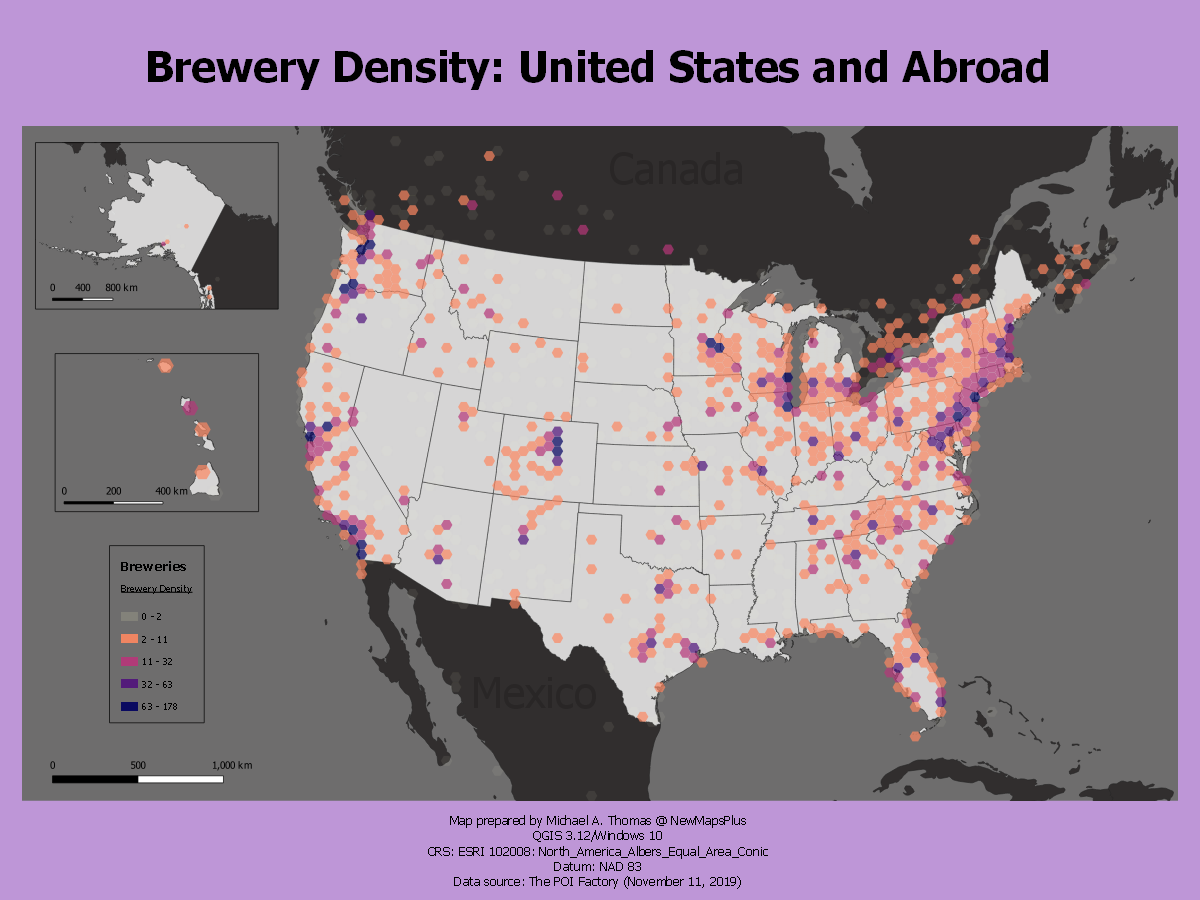 Brewery Density: United States and Abroad
Canada
0 400 800 km
0 200 400 km
Breweries
Brewery Density
0 - 2
2 - 11
11 - 32
32 - 63
63 - 178
Mexico
0 500 1,000 km
Map prepared by Michael A. Thomas @ NewMapsPlus
QGIS 3.12/Windows 10
CRS: ESRI 102008: North_America_Albers_Equal_Area_Conic
Datum: NAD 83
Data source: The POI Factory (November 11, 2019)